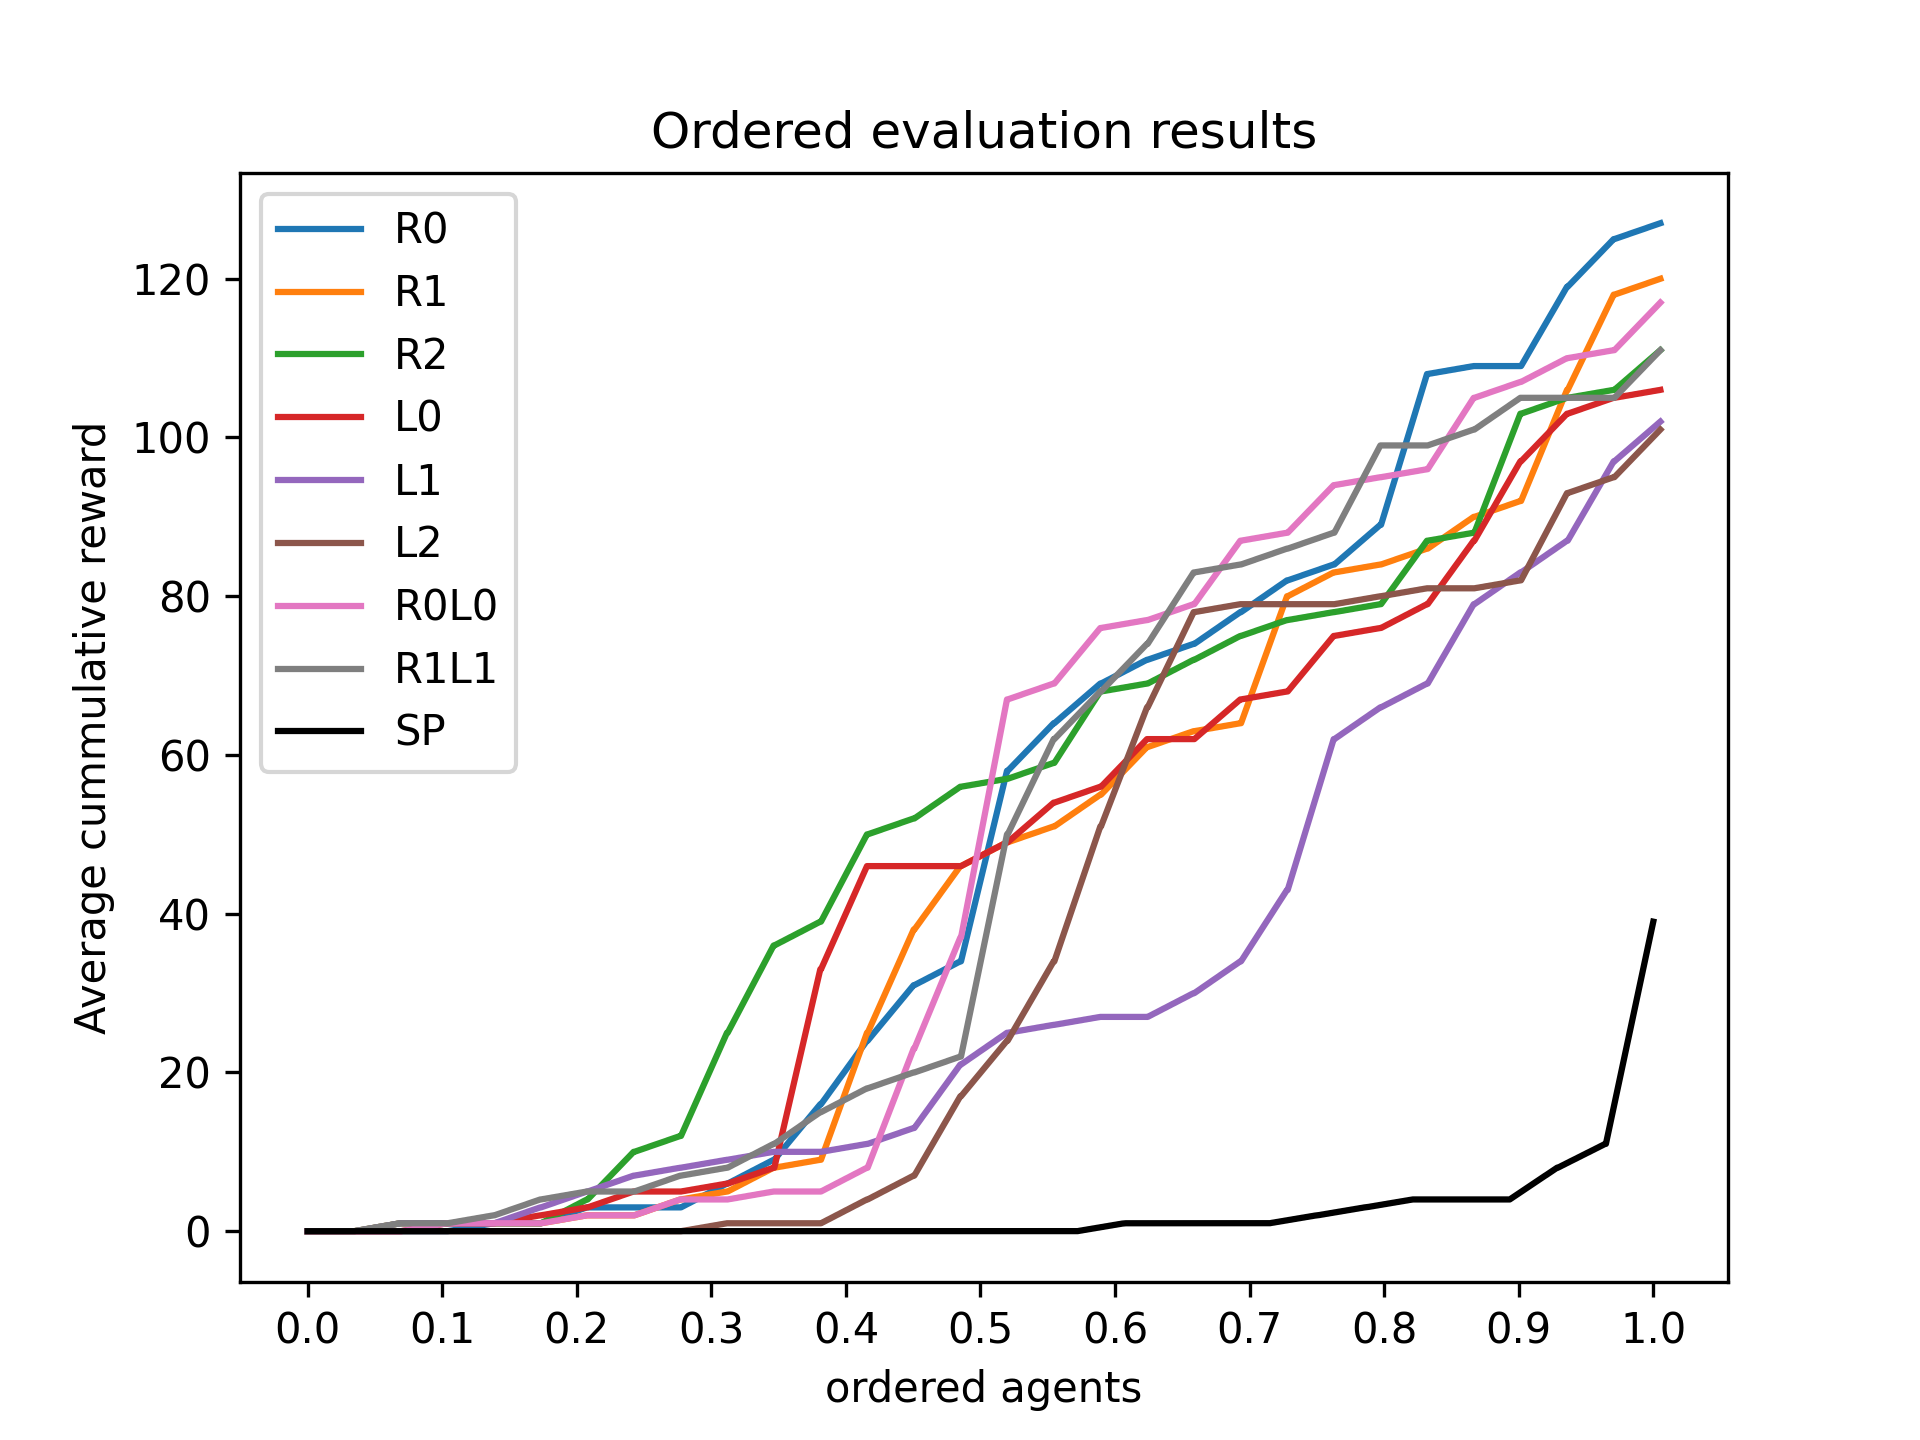 Ordered evaluation results
R0
R1
R2
L0
L1
L2
R0L0
R1L1
SP
120
100
80
60
40
20
0
Average cummulative reward
0.0 0.1 0.2 0.3 0.4 0.5 0.6 0.7 0.8 0.9 1.0
ordered agents